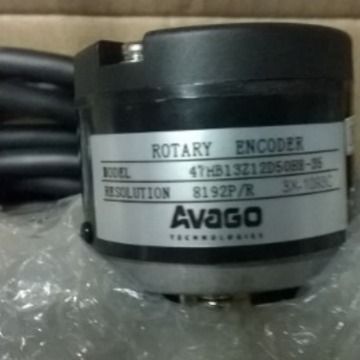 ROTARY ENCODER
MODEL
RESOLUTION 8192P/R
AVAGO
TECHNOLOGIES